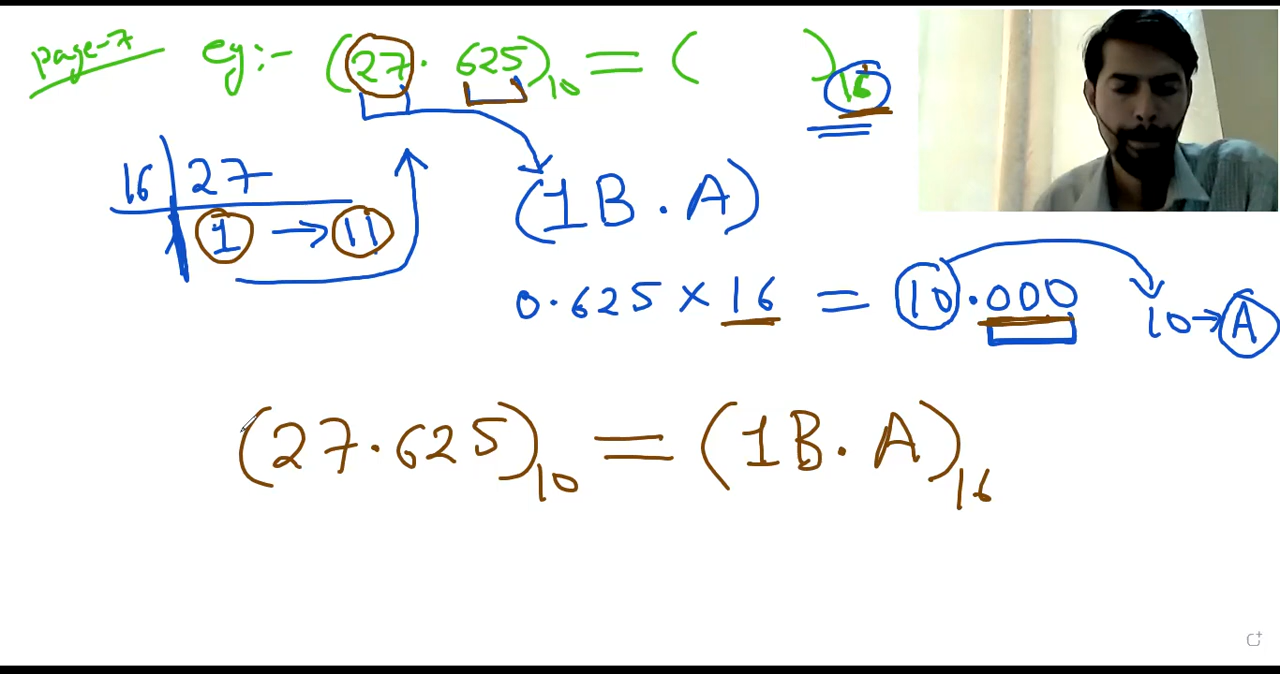 page-7 eg:- (27.625)10 = ( )16
16 | 27
1 → 11
(1B.A)
0.625 × 16 = 10.000 10 → A
(27.625)10 = (1B.A)16